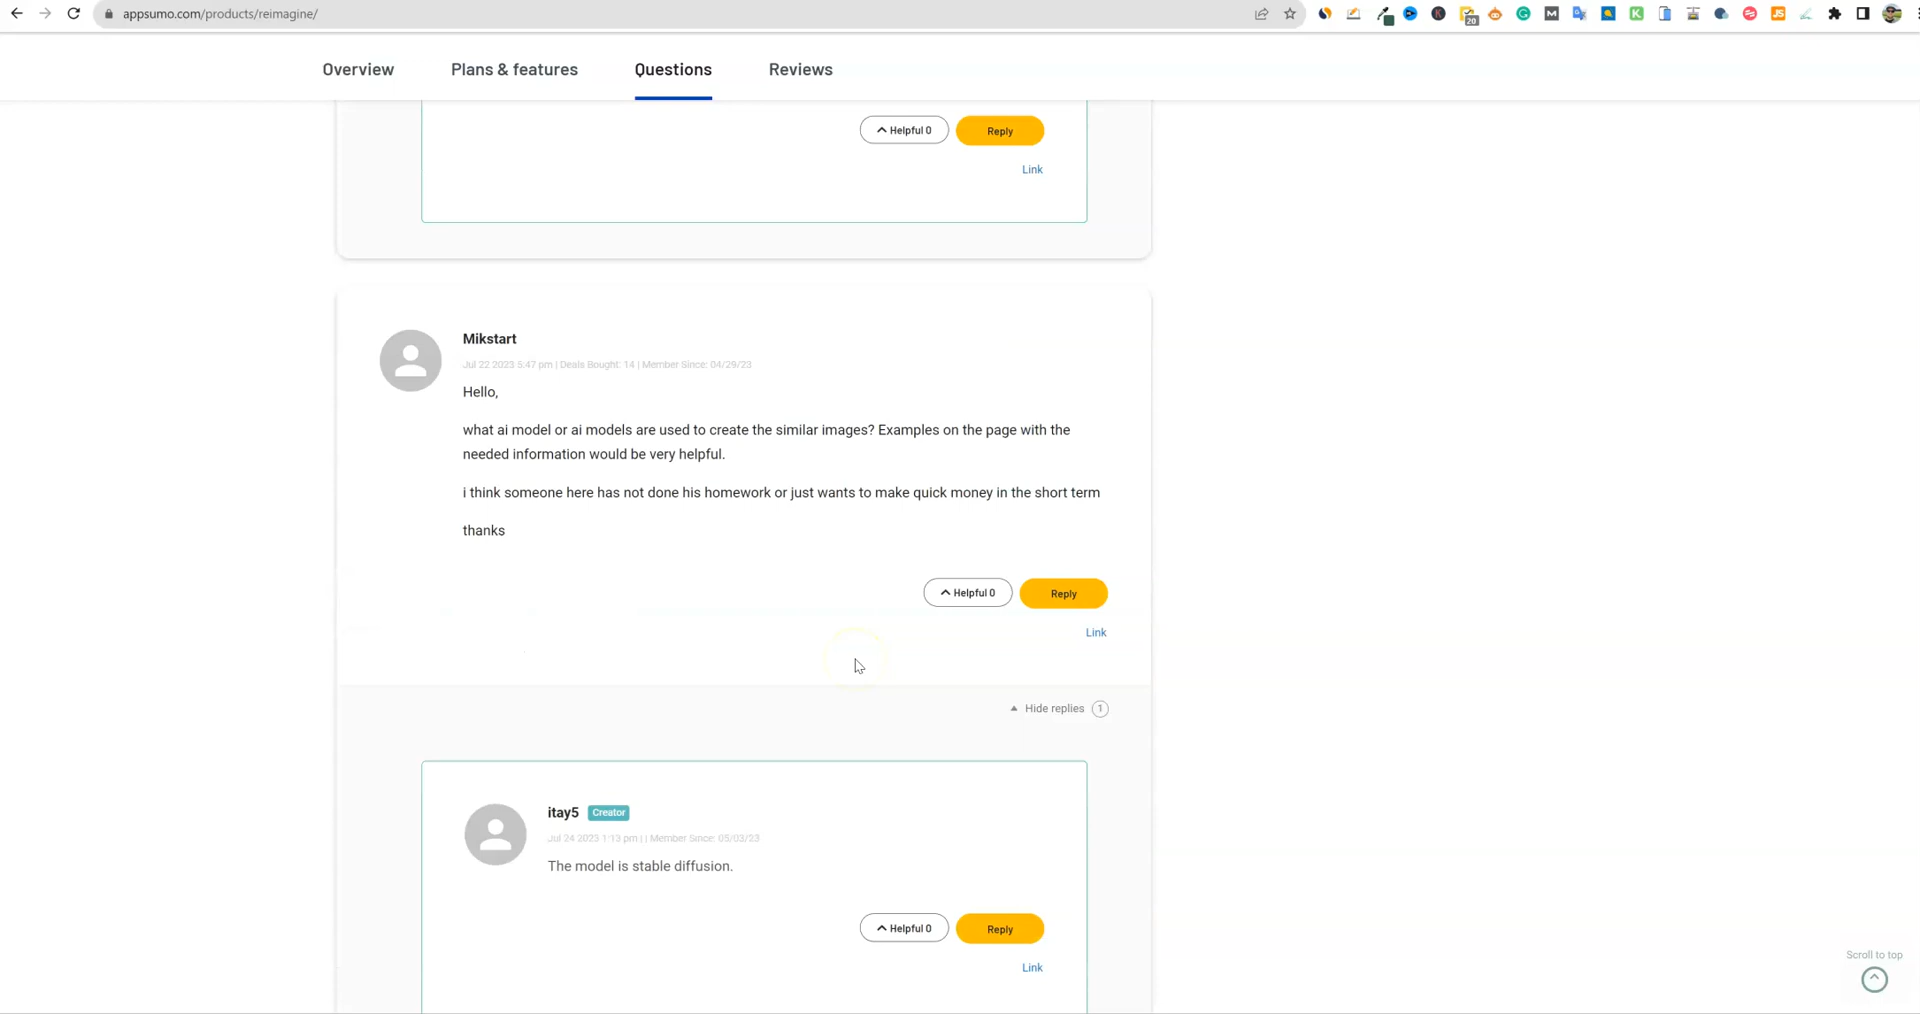 appsumo.com/products/reimagine/
20
Overview
Plans & features
Questions
Reviews
Helpful 0
Reply
Link
Mikstart
Jul 22 2023 5:47 pm | Deals Bought: 14 | Member Since: 04/29/23
Hello,
what ai model or ai models are used to create the similar images? Examples on the page with the
needed information would be very helpful.
i think someone here has not done his homework or just wants to make quick money in the short term
thanks
Helpful 0
Reply
Link
Hide replies 1
itay5 Creator
Jul 24 2023 1:13 pm | | Member Since: 05/03/23
The model is stable diffusion.
Helpful 0
Reply
Link
Scroll to top